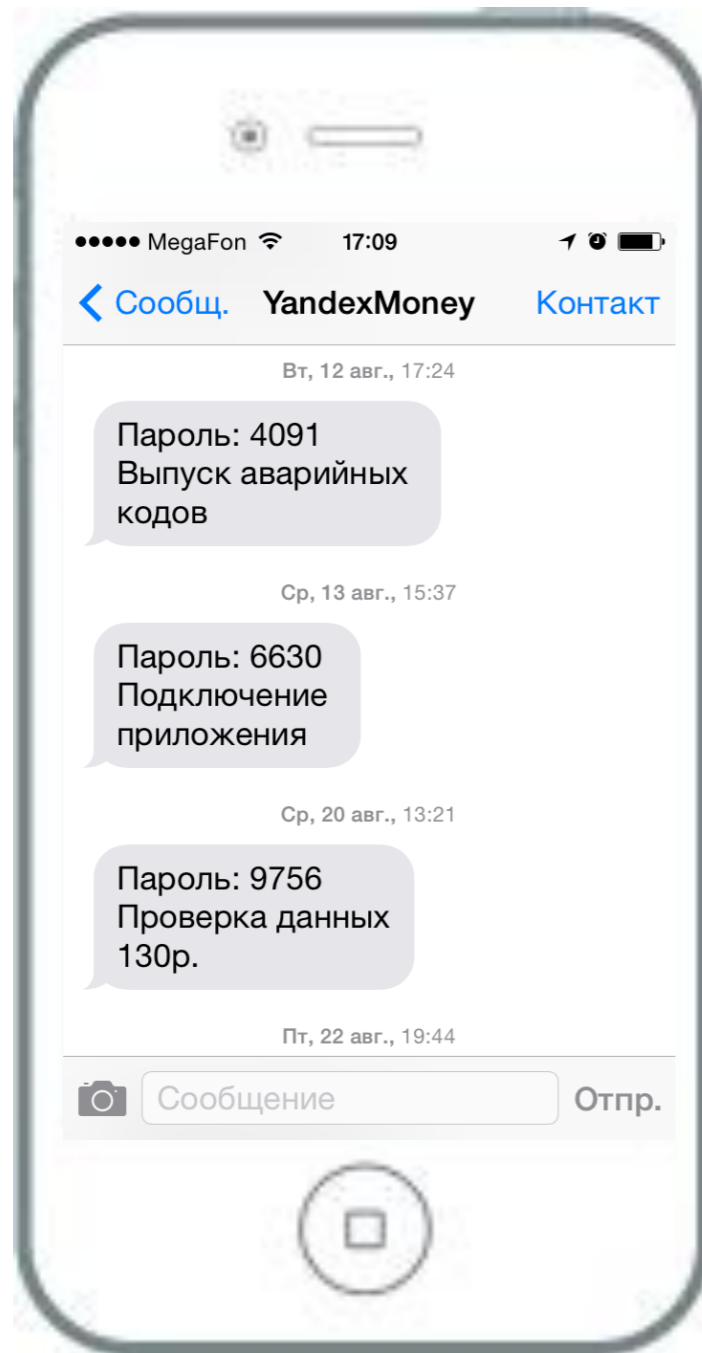 MegaFon 17:09
Сообщ. YandexMoney Контакт
Вт, 12 авг., 17:24
Пароль: 4091
Выпуск аварийных
кодов
Ср, 13 авг., 15:37
Пароль: 6630
Подключение
приложения
Ср, 20 авг., 13:21
Пароль: 9756
Проверка данных
130р.
Пт, 22 авг., 19:44
Сообщение Отпр.